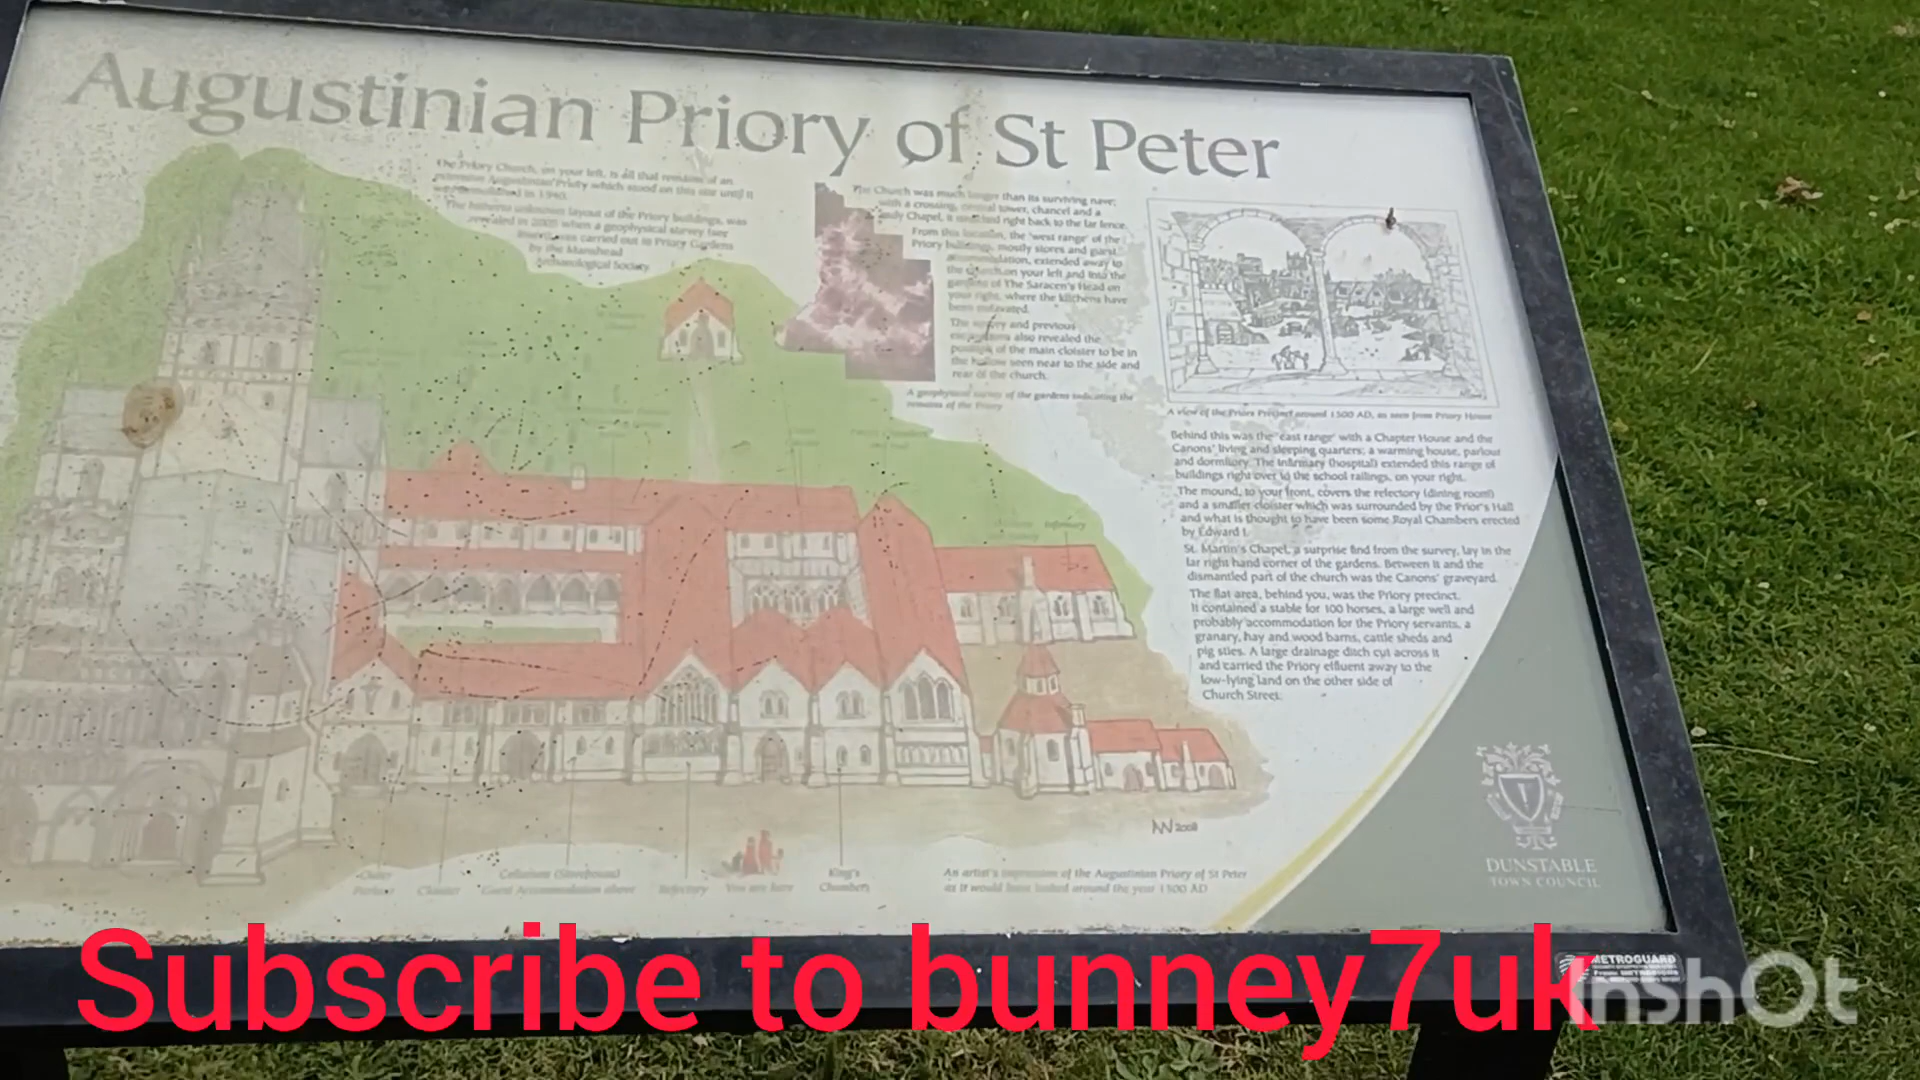 Augustinian Priory of St Peter
The Priory Church, on your left, is all that remains of an
extensive Augustinian Priory which stood on this site until it
was demolished in 1540.
The hitherto unknown layout of the Priory buildings, was
revealed in 2005 when a geophysical survey (see
was carried out in Priory Gardens
by the Manshead
Archaeological Society.
The Church was much longer than its surviving nave;
with a crossing, central tower, chancel and a
Lady Chapel, it stretched right back to the far fence.
From this location, the 'west range' of the
Priory buildings, mostly stores and guest
accommodation, extended away to
the Church on your left and into the
gardens of The Saracen's Head on
your right, where the kitchens have
been excavated.
The survey and previous
excavations also revealed the
position of the main cloister to be in
the hollow seen near to the side and
rear of the church.
A geophysical survey of the gardens indicating the
remains of the Priory
A view of the Priory Precinct around 1500 AD, as seen from Priory House
Behind this was the 'east range' with a Chapter House and the
Canons' living and sleeping quarters; a warming house, parlour
and dormitory. The Infirmary (hospital) extended this range of
buildings right over to the school railings, on your right.
The mound, to your front, covers the refectory (dining room)
and a smaller cloister which was surrounded by the Prior's Hall
and what is thought to have been some Royal Chambers erected
by Edward I.
St. Martin's Chapel, a surprise find from the survey, lay in the
far right hand corner of the gardens. Between it and the
dismantled part of the church was the Canons' graveyard.
The flat area, behind you, was the Priory precinct.
It contained a stable for 100 horses, a large well and
probably accommodation for the Priory servants, a
granary, hay and wood barns, cattle sheds and
pig sties. A large drainage ditch cut across it
and carried the Priory effluent away to the
low-lying land on the other side of
Church Street.
Infirmary
NW 2008
Outer
Parlour
Cloister
Cellarium (Storehouse)
Guest Accommodation above
Refectory
You are here
King's
Chambers
An artist's impression of the Augustinian Priory of St Peter
as it would have looked around the year 1500 AD
DUNSTABLE
TOWN COUNCIL
METROGUARD
Subscribe to bunney7uk
InShOt